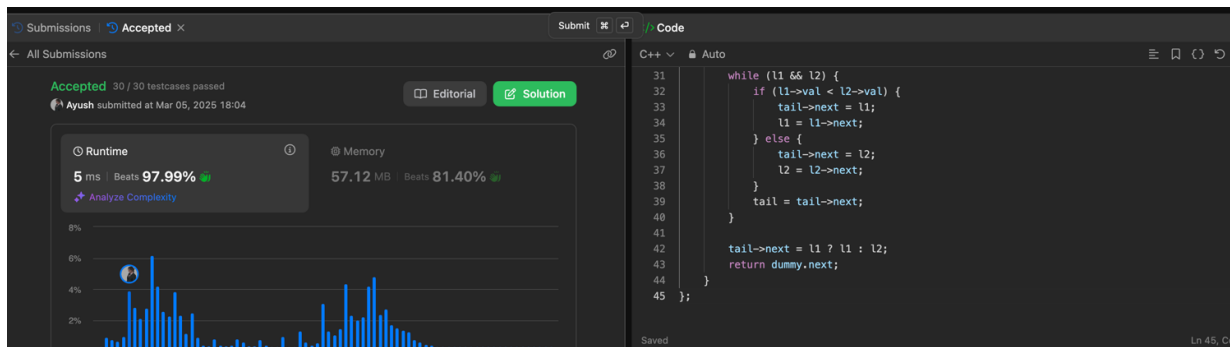 Submissions
Accepted ×
Submit ⌘ ↵
</> Code
← All Submissions
C++
Auto
Accepted 30 / 30 testcases passed
Ayush submitted at Mar 05, 2025 18:04
Editorial
Solution
Runtime
5 ms | Beats 97.99%
Analyze Complexity
Memory
57.12 MB | Beats 81.40%
8%
6%
4%
2%
31 while (l1 && l2) {
32 if (l1->val < l2->val) {
33 tail->next = l1;
34 l1 = l1->next;
35 } else {
36 tail->next = l2;
37 l2 = l2->next;
38 }
39 tail = tail->next;
40 }
41
42 tail->next = l1 ? l1 : l2;
43 return dummy.next;
44 }
45 };
Saved
Ln 45,